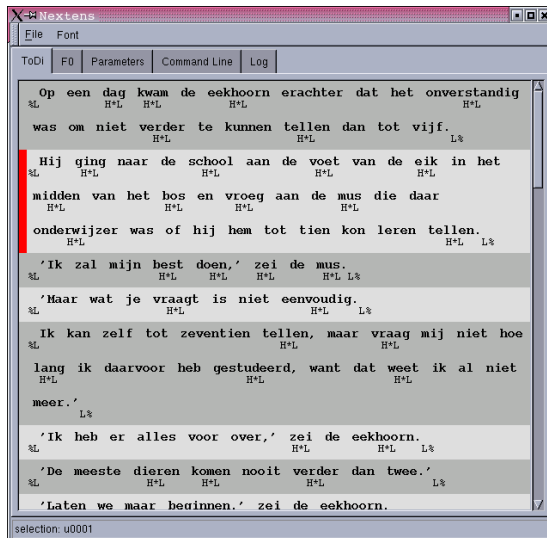 Nextens
File Font
ToDi F0 Parameters Command Line Log
Op een dag kwam de eekhoorn erachter dat het onverstandig
%L H*L H*L H*L H*L
was om niet verder te kunnen tellen dan tot vijf.
H*L H*L L%
Hij ging naar de school aan de voet van de eik in het
%L H*L H*L H*L H*L
midden van het bos en vroeg aan de mus die daar
H*L H*L H*L H*L
onderwijzer was of hij hem tot tien kon leren tellen.
H*L H*L L%
'Ik zal mijn best doen,' zei de mus.
%L H*L H*L H*L H*L L%
'Maar wat je vraagt is niet eenvoudig.
%L H*L H*L L%
Ik kan zelf tot zeventien tellen, maar vraag mij niet hoe
%L H*L H*L
lang ik daarvoor heb gestudeerd, want dat weet ik al niet
H*L H*L H*L
meer.'
L%
'Ik heb er alles voor over,' zei de eekhoorn.
%L H*L H*L L%
'De meeste dieren komen nooit verder dan twee.'
%L H*L H*L H*L L%
'Laten we maar beginnen.' zei de eekhoorn.
selection: u0001